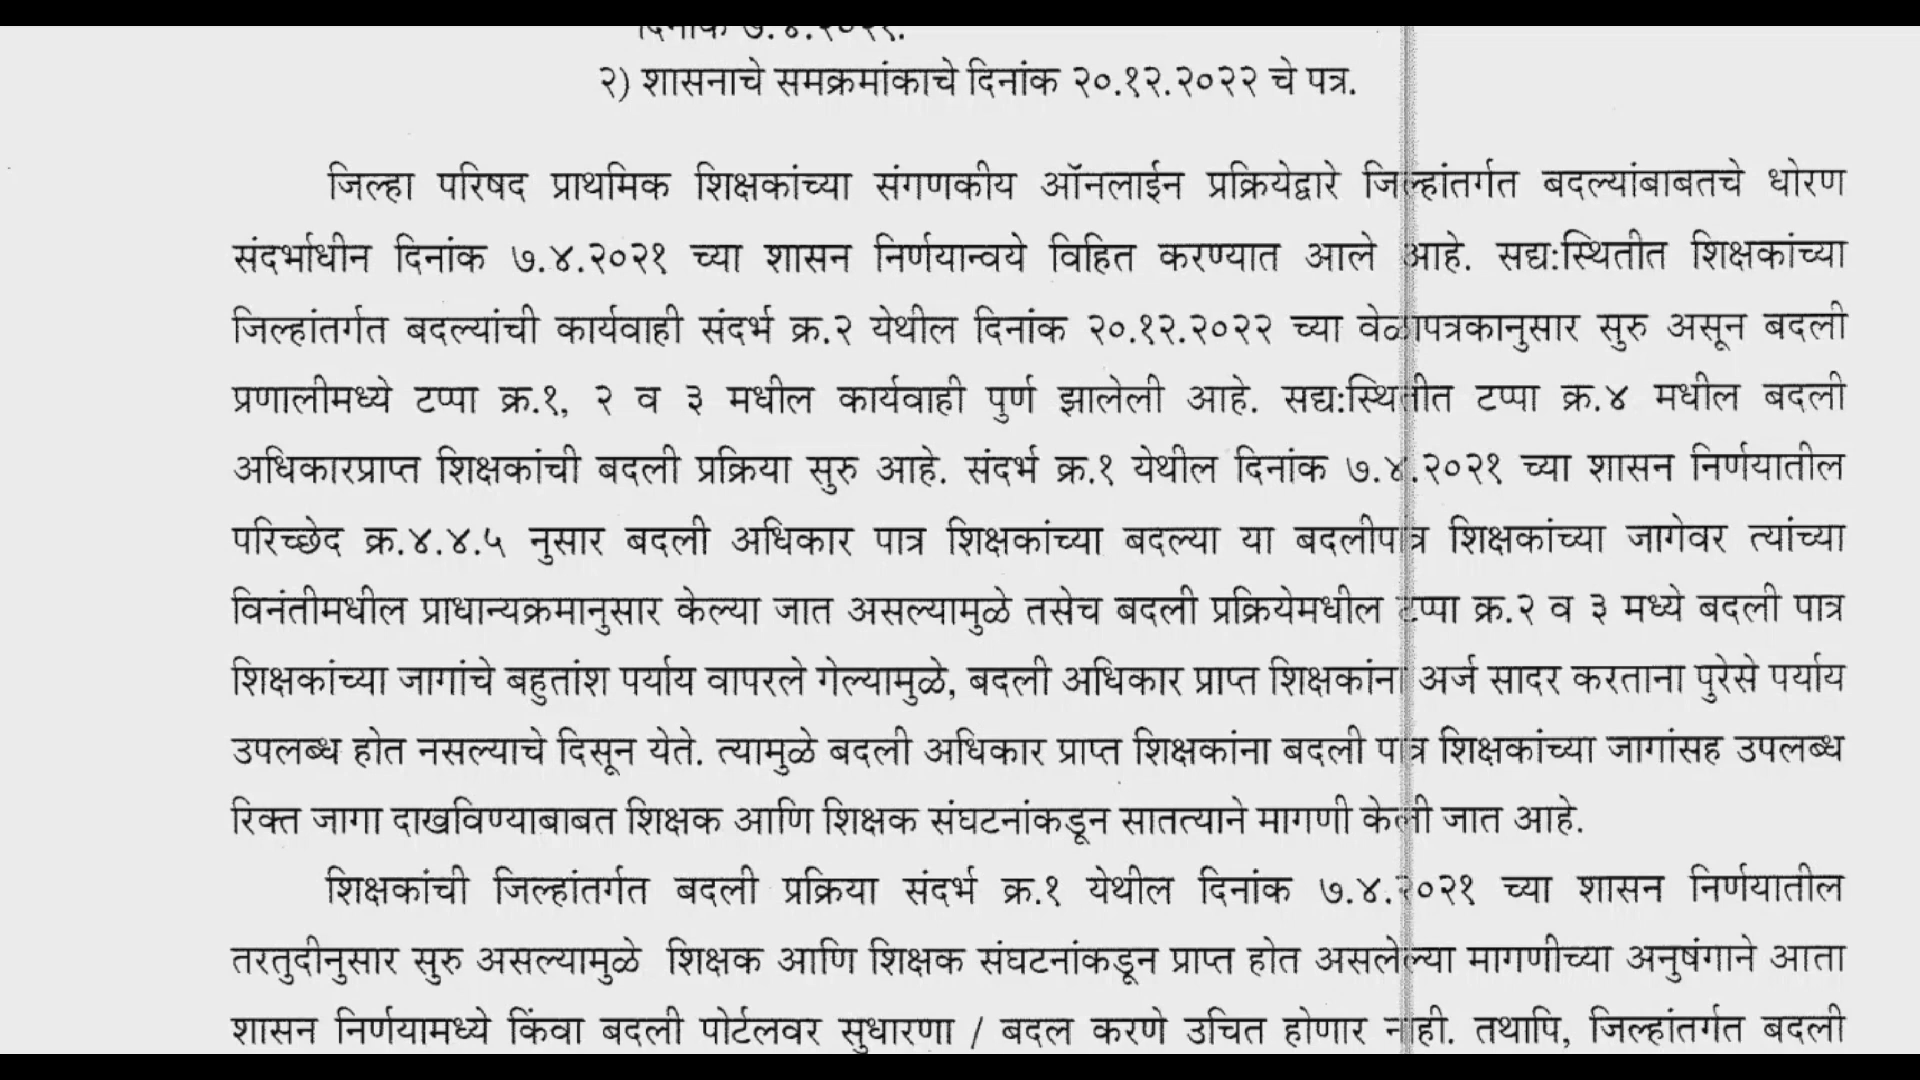 दिनांक ७.४.२०२१.
२) शासनाचे समक्रमांकाचे दिनांक २०.१२.२०२२ चे पत्र.
जिल्हा परिषद प्राथमिक शिक्षकांच्या संगणकीय ऑनलाईन प्रक्रियेद्वारे जिल्हांतर्गत बदल्यांबाबतचे धोरण
संदर्भाधीन दिनांक ७.४.२०२१ च्या शासन निर्णयान्वये विहित करण्यात आले आहे. सद्य:स्थितीत शिक्षकांच्या
जिल्हांतर्गत बदल्यांची कार्यवाही संदर्भ क्र.२ येथील दिनांक २०.१२.२०२२ च्या वेळापत्रकानुसार सुरु असून बदली
प्रणालीमध्ये टप्पा क्र.१, २ व ३ मधील कार्यवाही पुर्ण झालेली आहे. सद्य:स्थितीत टप्पा क्र.४ मधील बदली
अधिकारप्राप्त शिक्षकांची बदली प्रक्रिया सुरु आहे. संदर्भ क्र.१ येथील दिनांक ७.४.२०२१ च्या शासन निर्णयातील
परिच्छेद क्र.४.४.५ नुसार बदली अधिकार पात्र शिक्षकांच्या बदल्या या बदलीपात्र शिक्षकांच्या जागेवर त्यांच्या
विनंतीमधील प्राधान्यक्रमानुसार केल्या जात असल्यामुळे तसेच बदली प्रक्रियेमधील टप्पा क्र.२ व ३ मध्ये बदली पात्र
शिक्षकांच्या जागांचे बहुतांश पर्याय वापरले गेल्यामुळे, बदली अधिकार प्राप्त शिक्षकांना अर्ज सादर करताना पुरेसे पर्याय
उपलब्ध होत नसल्याचे दिसून येते. त्यामुळे बदली अधिकार प्राप्त शिक्षकांना बदली पात्र शिक्षकांच्या जागांसह उपलब्ध
रिक्त जागा दाखविण्याबाबत शिक्षक आणि शिक्षक संघटनांकडून सातत्याने मागणी केली जात आहे.
शिक्षकांची जिल्हांतर्गत बदली प्रक्रिया संदर्भ क्र.१ येथील दिनांक ७.४.२०२१ च्या शासन निर्णयातील
तरतुदीनुसार सुरु असल्यामुळे शिक्षक आणि शिक्षक संघटनांकडून प्राप्त होत असलेल्या मागणीच्या अनुषंगाने आता
शासन निर्णयामध्ये किंवा बदली पोर्टलवर सुधारणा / बदल करणे उचित होणार नाही. तथापि, जिल्हांतर्गत बदली